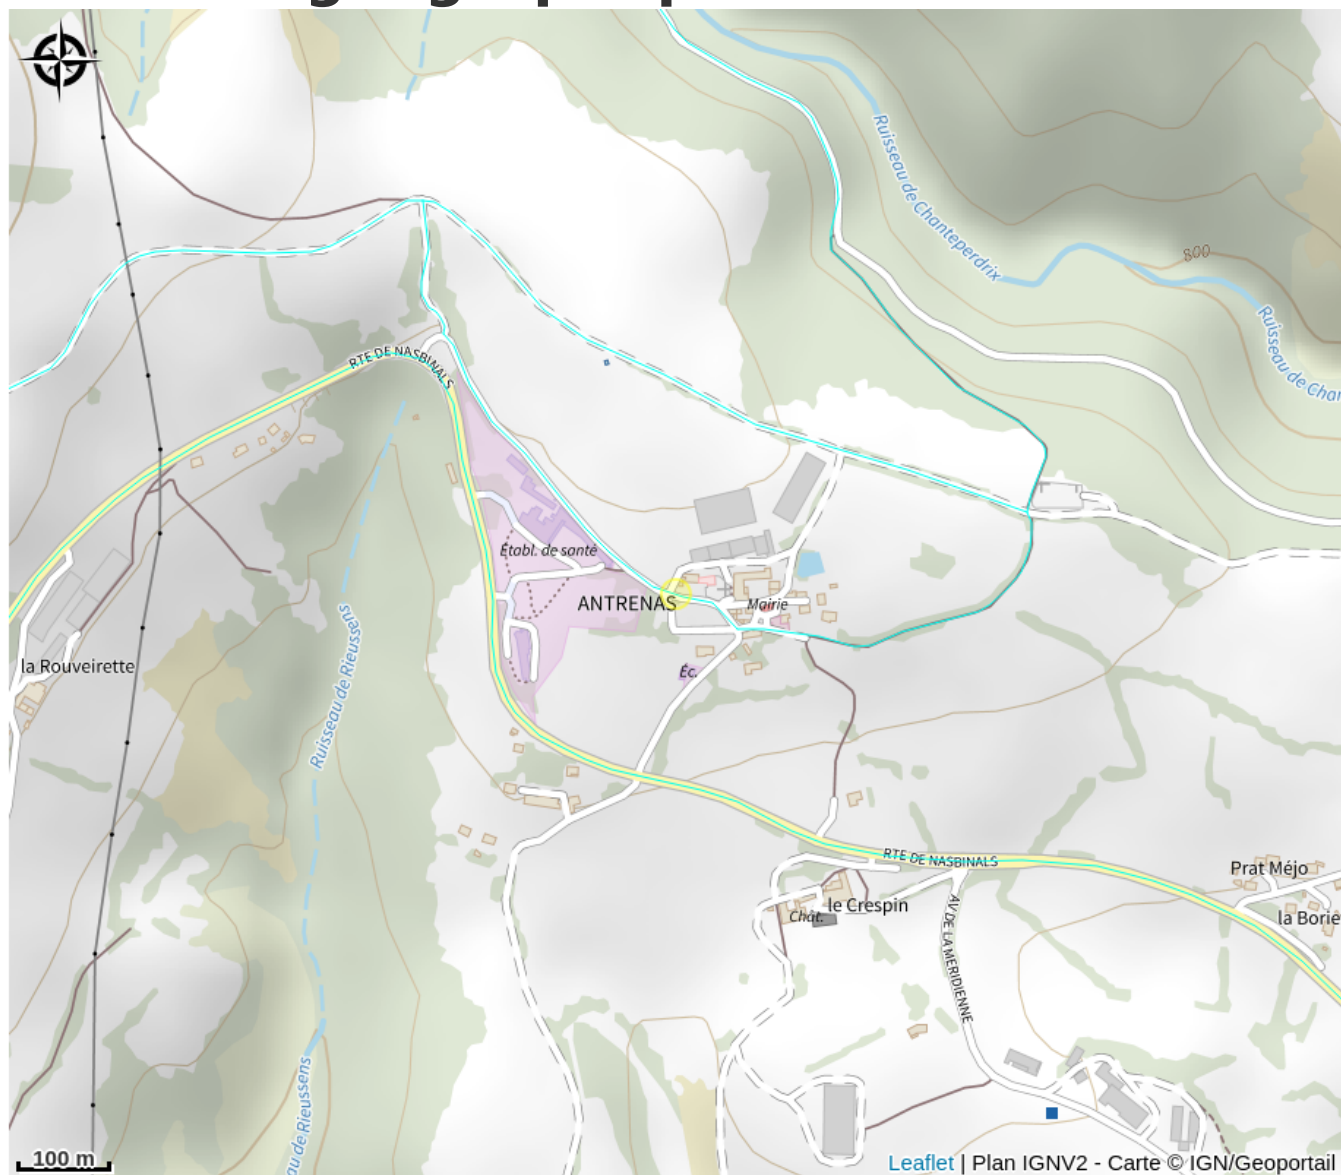 Ruisseau de Chanteperdrix
800
Ruisseau de Char
RTE DE NASBINALS
Établ. de santé
ANTRENAS
Mairie
Éc.
la Rouveirette
Ruisseau de Rieussens
RTE DE NASBINALS
Prat Méjo
la Borie
le Crespin
Chât.
AV DE LA MERIDIENNE
au de Rieussens
100 m
Leaflet | Plan IGNV2 - Carte © IGN/Geoportail